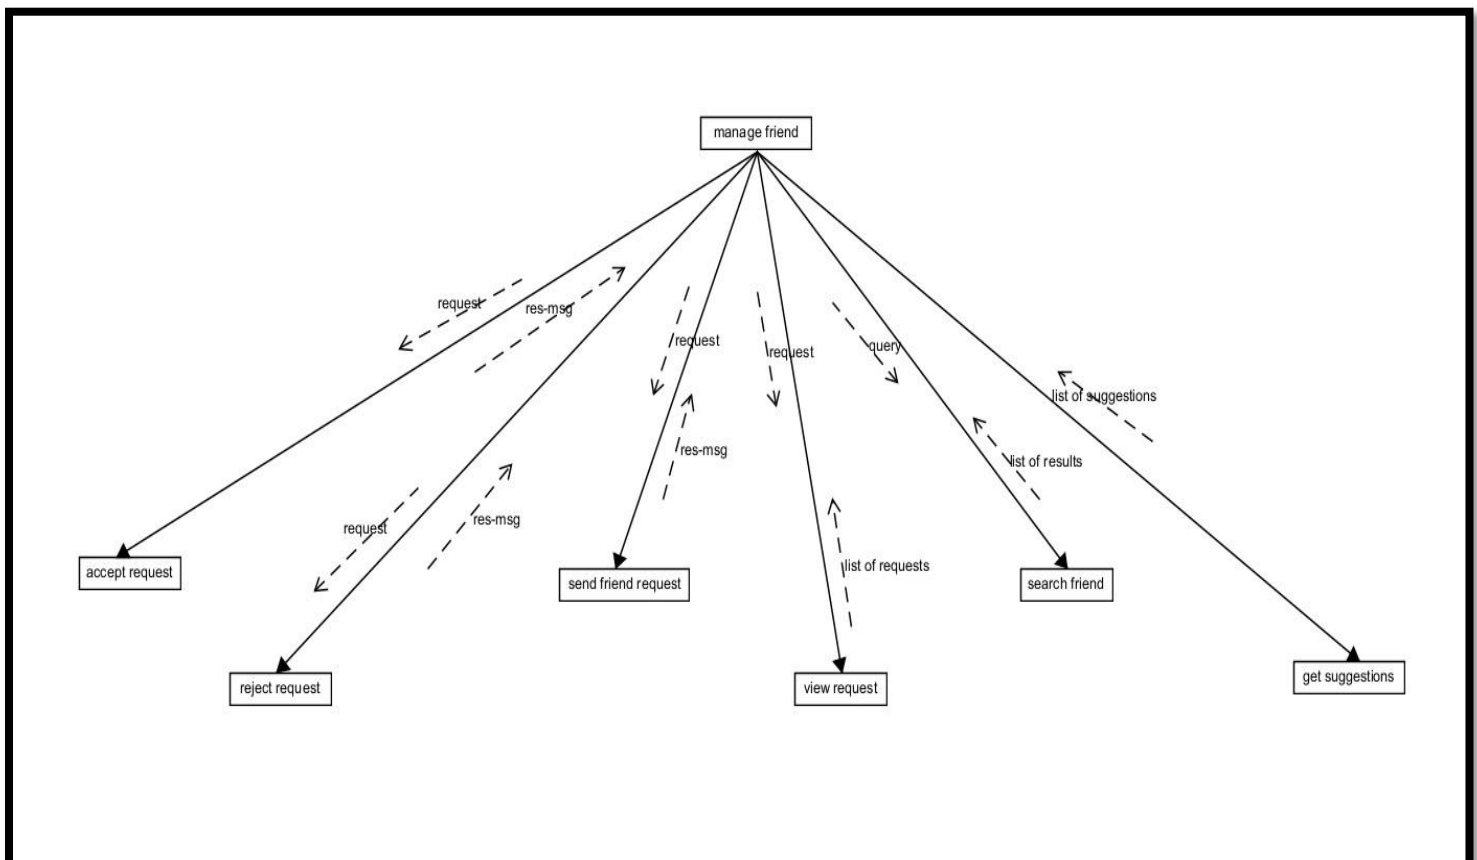 manage friend
request
res-msg
request
request
query
list of suggestions
res-msg
list of results
request
res-msg
list of requests
accept request
send friend request
search friend
reject request
view request
get suggestions